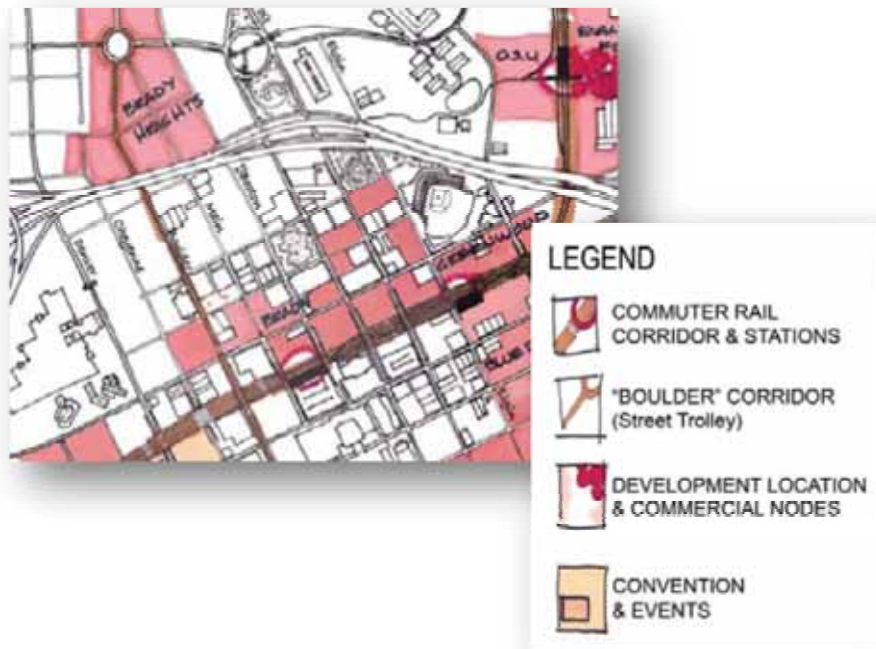 BRADY
HEIGHTS
O.S.U
MAIN
BRADY
GREENWOOD
LEGEND
COMMUTER RAIL
CORRIDOR & STATIONS
"BOULDER" CORRIDOR
(Street Trolley)
DEVELOPMENT LOCATION
& COMMERCIAL NODES
CONVENTION
& EVENTS